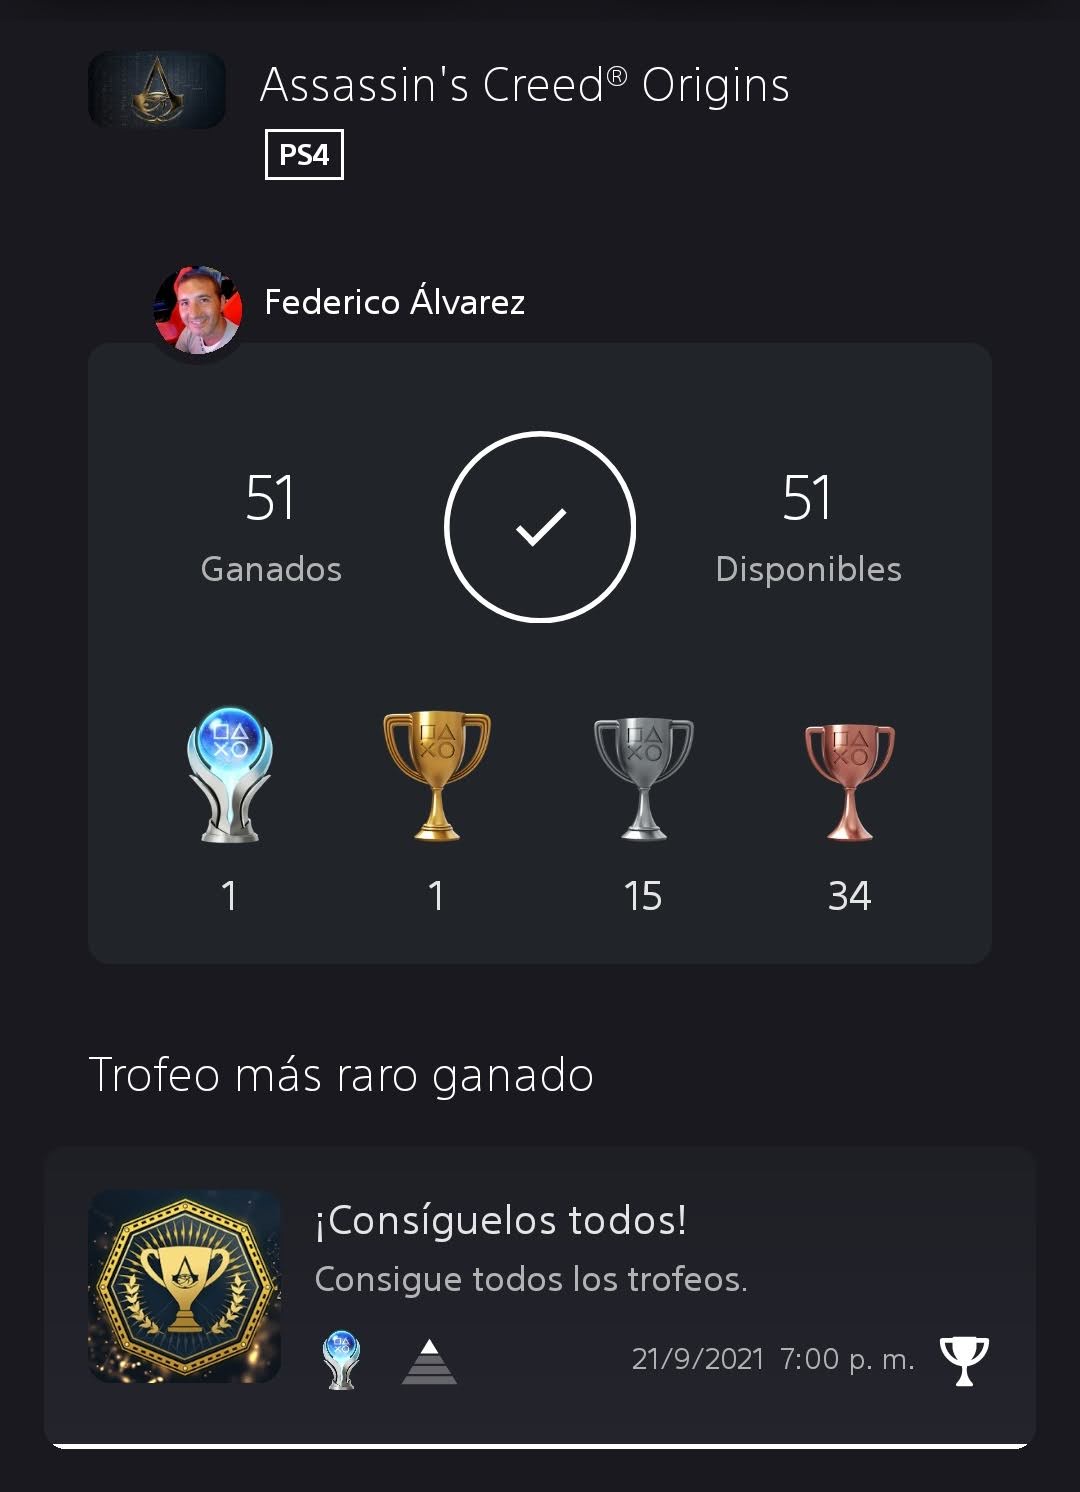 Assassin's Creed® Origins
PS4
Federico Álvarez
51
Ganados
51
Disponibles
1
1
15
34
Trofeo más raro ganado
¡Consíguelos todos!
Consigue todos los trofeos.
21/9/2021 7:00 p. m.